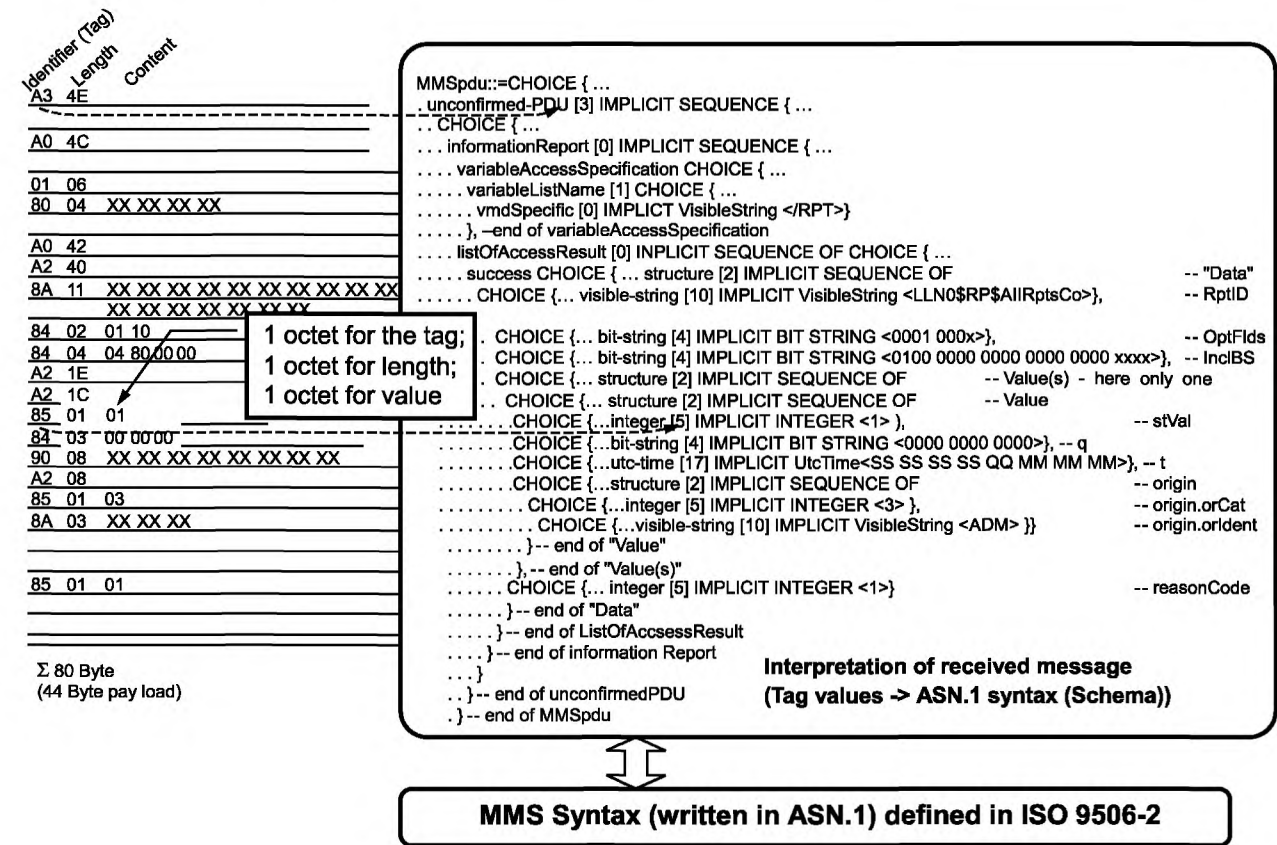 Identifier (Tag)
Length
Content
A3 4E
A0 4C
01 06
80 04 XX XX XX XX
A0 42
A2 40
8A 11 XX XX XX XX XX XX XX XX XX XX
XX XX XX XX XX XX XX
84 02 01 10
84 04 04 80 00 00
A2 1E
A2 1C
85 01 01
84 03 00 00 00
90 08 XX XX XX XX XX XX XX XX
A2 08
85 01 03
8A 03 XX XX XX
85 01 01
Σ 80 Byte
(44 Byte pay load)
1 octet for the tag;
1 octet for length;
1 octet for value
MMSpdu::=CHOICE { ...
. unconfirmed-PDU [3] IMPLICIT SEQUENCE { ...
. . CHOICE { ...
. . . informationReport [0] IMPLICIT SEQUENCE { ...
. . . . variableAccessSpecification CHOICE { ...
. . . . . variableListName [1] CHOICE { ...
. . . . . . vmdSpecific [0] IMPLICT VisibleString </RPT>}
. . . . . }, –end of variableAccessSpecification
. . . . listOfAccessResult [0] INPLICIT SEQUENCE OF CHOICE { ...
. . . . . success CHOICE { ... structure [2] IMPLICIT SEQUENCE OF -- "Data"
. . . . . . CHOICE {... visible-string [10] IMPLICIT VisibleString <LLN0$RP$AllRptsCo>}, -- RptID
. CHOICE {... bit-string [4] IMPLICIT BIT STRING <0001 000x>}, -- OptFlds
. CHOICE {... bit-string [4] IMPLICIT BIT STRING <0100 0000 0000 0000 0000 xxxx>}, -- InclBS
. CHOICE {... structure [2] IMPLICIT SEQUENCE OF -- Value(s) - here only one
. . CHOICE {... structure [2] IMPLICIT SEQUENCE OF -- Value
. . . . . . . . CHOICE {...integer [5] IMPLICIT INTEGER <1> }, -- stVal
. . . . . . . . CHOICE {...bit-string [4] IMPLICIT BIT STRING <0000 0000 0000>}, -- q
. . . . . . . . CHOICE {...utc-time [17] IMPLICIT UtcTime<SS SS SS SS QQ MM MM MM>}, -- t
. . . . . . . . CHOICE {...structure [2] IMPLICIT SEQUENCE OF -- origin
. . . . . . . . . CHOICE {...integer [5] IMPLICIT INTEGER <3> }, -- origin.orCat
. . . . . . . . . . CHOICE {...visible-string [10] IMPLICIT VisibleString <ADM> }} -- origin.orIdent
. . . . . . . . } -- end of "Value"
. . . . . . . }, -- end of "Value(s)"
. . . . . . CHOICE {... integer [5] IMPLICIT INTEGER <1>} -- reasonCode
. . . . . . } -- end of "Data"
. . . . . } -- end of ListOfAccsessResult
. . . . } -- end of information Report
. . . }
. . } -- end of unconfirmedPDU
. } -- end of MMSpdu
Interpretation of received message
(Tag values -> ASN.1 syntax (Schema))
MMS Syntax (written in ASN.1) defined in ISO 9506-2